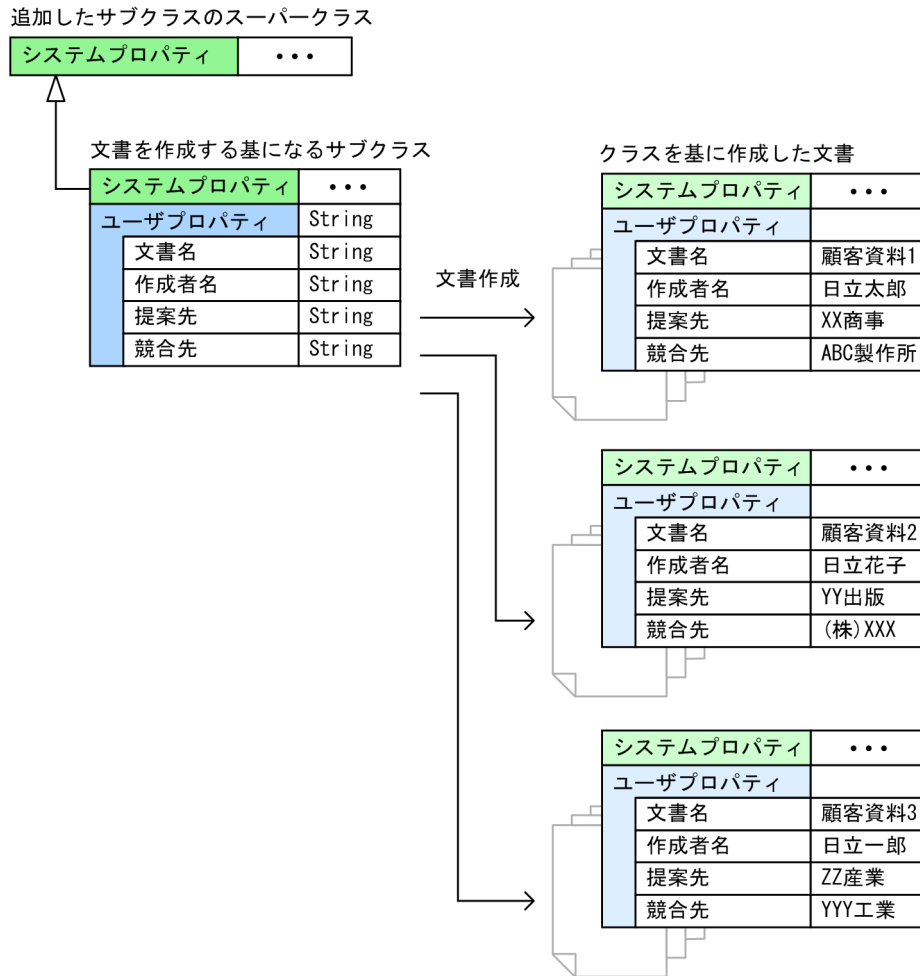 追加したサブクラスのスーパークラス
システムプロパティ ・・・
文書を作成する基になるサブクラス
システムプロパティ ・・・
ユーザプロパティ String
文書名 String
作成者名 String
提案先 String
競合先 String
文書作成
クラスを基に作成した文書
システムプロパティ ・・・
ユーザプロパティ
文書名 顧客資料1
作成者名 日立太郎
提案先 XX商事
競合先 ABC製作所
システムプロパティ ・・・
ユーザプロパティ
文書名 顧客資料2
作成者名 日立花子
提案先 YY出版
競合先 (株)XXX
システムプロパティ ・・・
ユーザプロパティ
文書名 顧客資料3
作成者名 日立一郎
提案先 ZZ産業
競合先 YYY工業